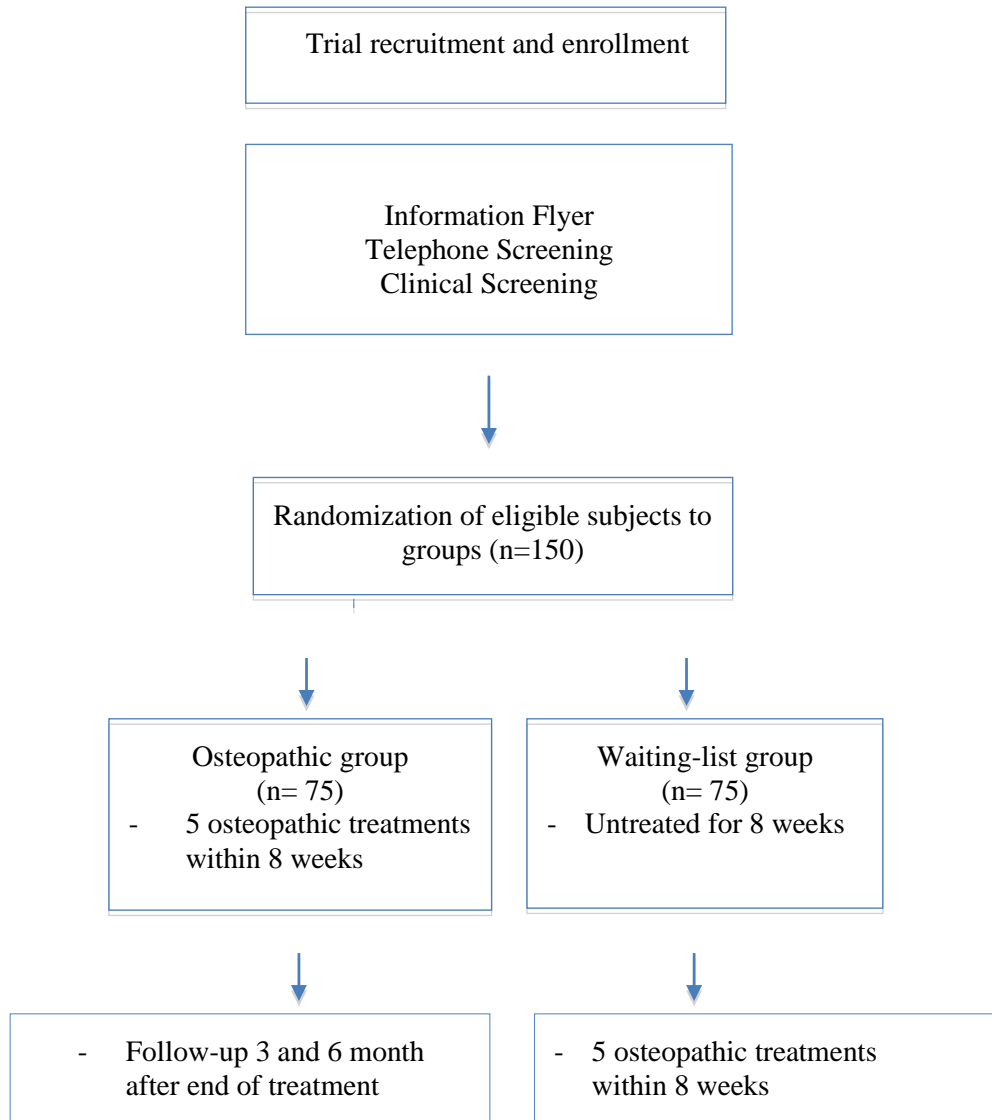 Trial recruitment and enrollment
Information Flyer
Telephone Screening
Clinical Screening
Randomization of eligible subjects to
groups (n=150)
Osteopathic group
(n= 75)
- 5 osteopathic treatments
within 8 weeks
Waiting-list group
(n= 75)
- Untreated for 8 weeks
- Follow-up 3 and 6 month
after end of treatment
- 5 osteopathic treatments
within 8 weeks